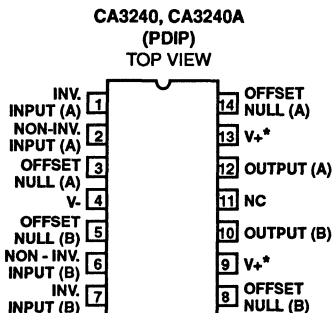 CA3240, CA3240A
(PDIP)
TOP VIEW
INV.
INPUT (A)
1
NON-INV.
INPUT (A)
2
OFFSET
NULL (A)
3
V-
4
OFFSET
NULL (B)
5
NON - INV.
INPUT (B)
6
INV.
INPUT (B)
7
14
OFFSET
NULL (A)
13
V+*
12
OUTPUT (A)
11
NC
10
OUTPUT (B)
9
V+*
8
OFFSET
NULL (B)